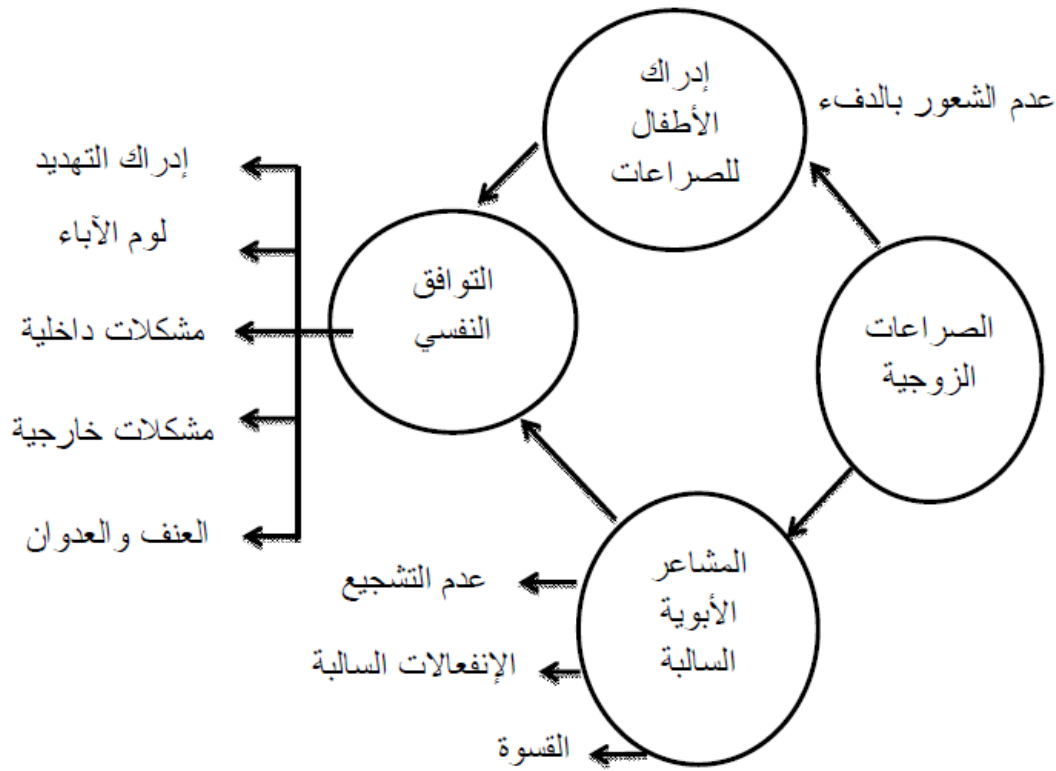 إدراك
الأطفال
للصراعات
عدم الشعور بالدفء
إدراك التهديد
لوم الآباء
مشكلات داخلية
مشكلات خارجية
العنف والعدوان
التوافق
النفسي
الصراعات
الزوجية
المشاعر
الأبوية
السالبة
عدم التشجيع
الإنفعالات السالبة
القسوة